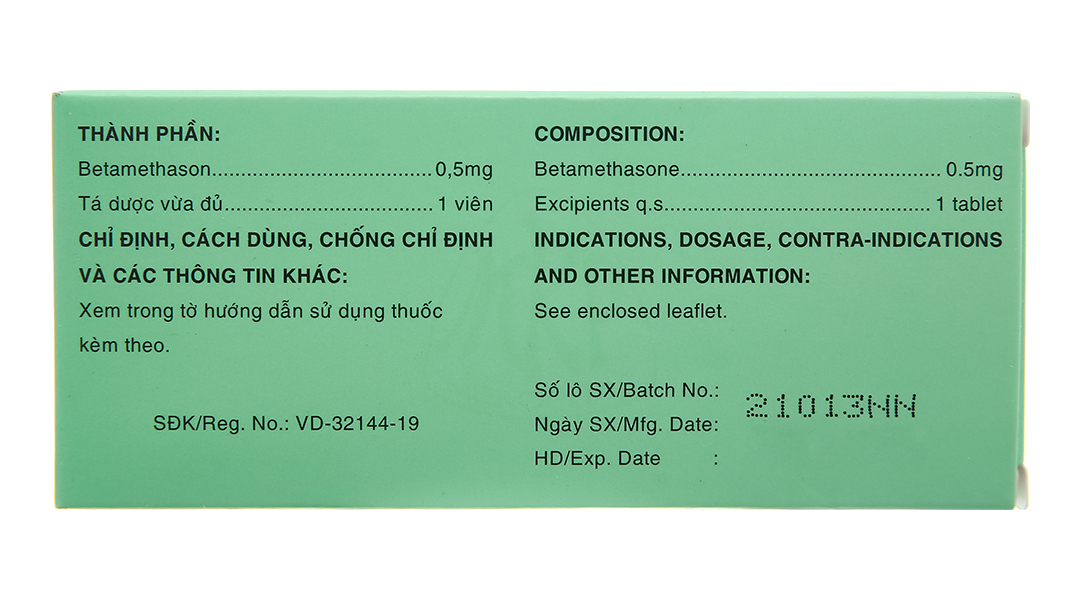 THÀNH PHẦN:
Betamethason......................................0,5mg
Tá dược vừa đủ.................................... 1 viên
CHỈ ĐỊNH, CÁCH DÙNG, CHỐNG CHỈ ĐỊNH
VÀ CÁC THÔNG TIN KHÁC:
Xem trong tờ hướng dẫn sử dụng thuốc
kèm theo.
SĐK/Reg. No.: VD-32144-19
COMPOSITION:
Betamethasone............................................. 0.5mg
Excipients q.s.............................................. 1 tablet
INDICATIONS, DOSAGE, CONTRA-INDICATIONS
AND OTHER INFORMATION:
See enclosed leaflet.
Số lô SX/Batch No.: 21013NN
Ngày SX/Mfg. Date:
HD/Exp. Date :